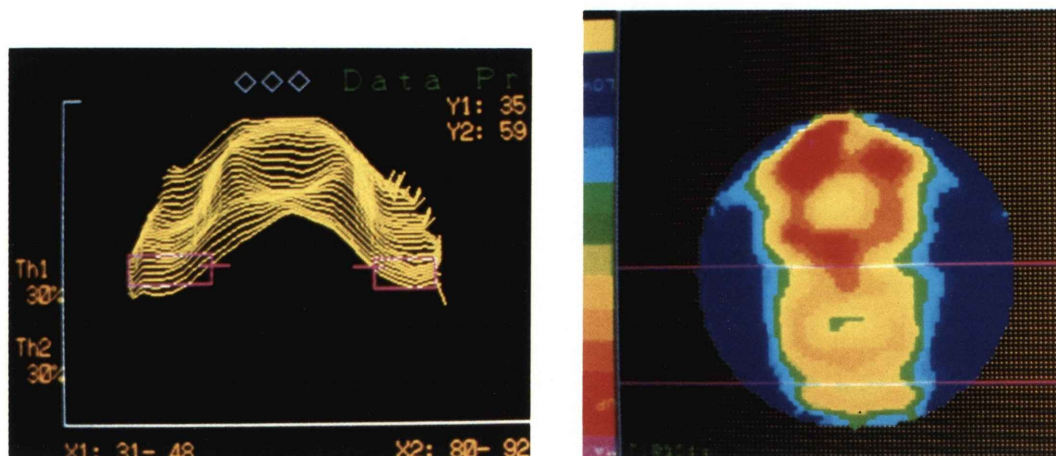 ◇◇◇ Data Pr
Y1: 35
Y2: 59
Th1
30%
Th2
30%
X1: 31- 48
X2: 80- 92